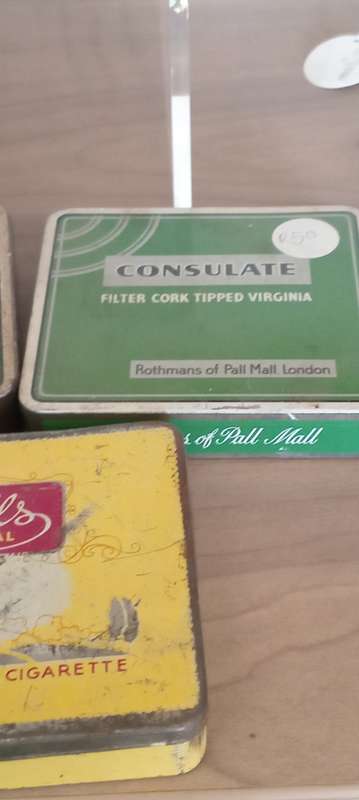 CONSULATE
FILTER CORK TIPPED VIRGINIA
Rothmans of Pall Mall London
of Pall Mall
CIGARETTE